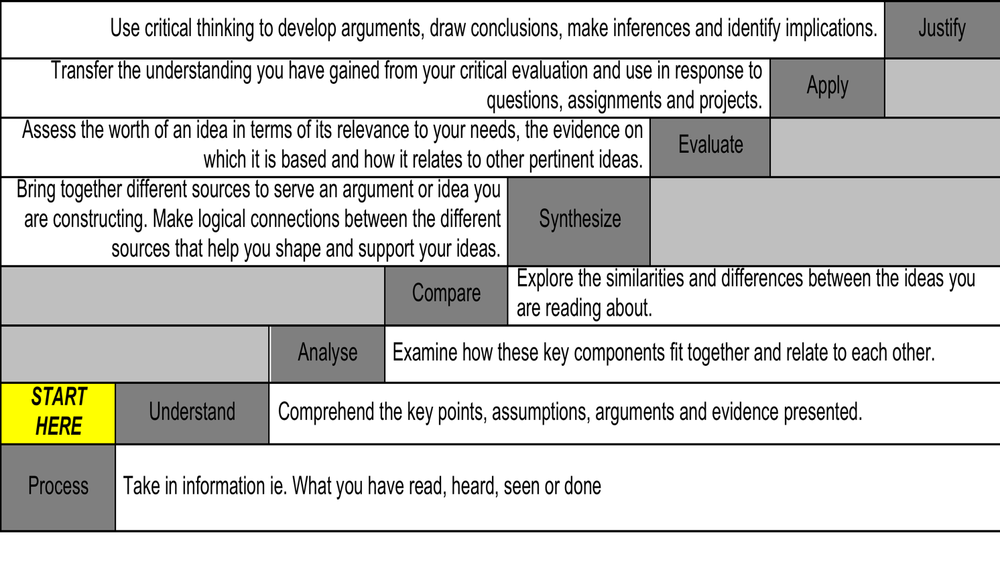 Use critical thinking to develop arguments, draw conclusions, make inferences and identify implications.
Justify
Transfer the understanding you have gained from your critical evaluation and use in response to
questions, assignments and projects.
Apply
Assess the worth of an idea in terms of its relevance to your needs, the evidence on
which it is based and how it relates to other pertinent ideas.
Evaluate
Bring together different sources to serve an argument or idea you
are constructing. Make logical connections between the different
sources that help you shape and support your ideas.
Synthesize
Compare
Explore the similarities and differences between the ideas you
are reading about.
Analyse
Examine how these key components fit together and relate to each other.
START
HERE
Understand
Comprehend the key points, assumptions, arguments and evidence presented.
Process
Take in information ie. What you have read, heard, seen or done